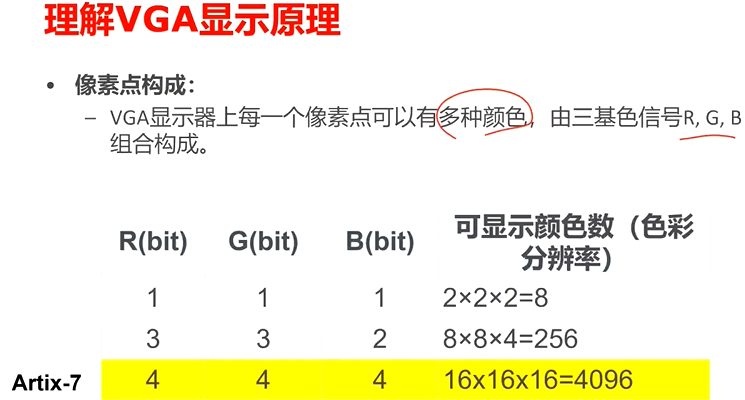 理解VGA显示原理
• 像素点构成：
– VGA显示器上每一个像素点可以有多种颜色，由三基色信号R, G, B
组合构成。
R(bit) G(bit) B(bit) 可显示颜色数（色彩
分辨率）
1 1 1 2×2×2=8
3 3 2 8×8×4=256
Artix-7 4 4 4 16x16x16=4096